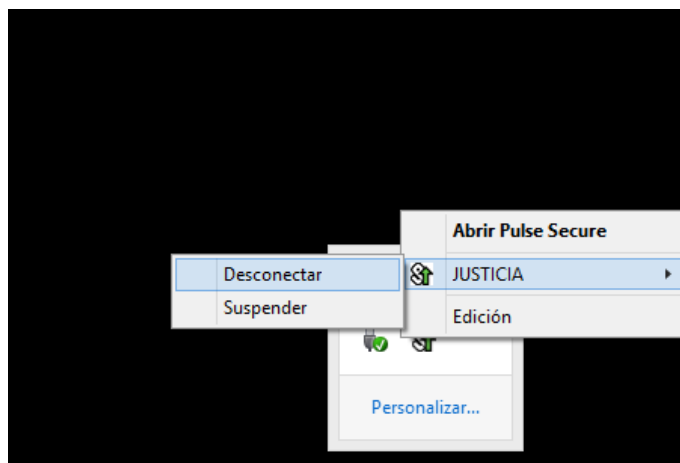 Abrir Pulse Secure
Desconectar
JUSTICIA
Suspender
Edición
Personalizar...